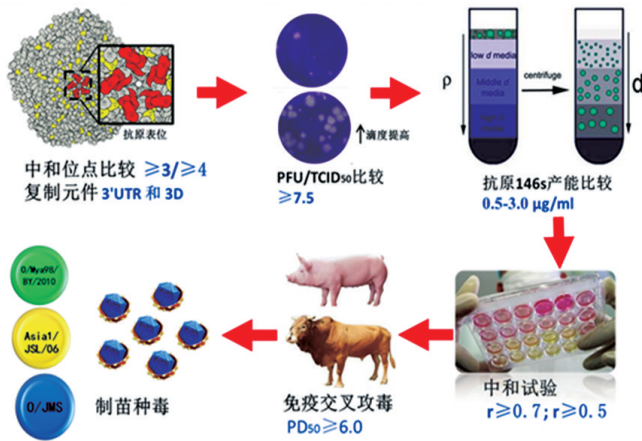 抗原表位
中和位点比较 ≥3/≥4
复制元件 3'UTR 和 3D
滴度提高
PFU/TCID50比较
≥7.5
ρ
low d media
Middle d
media
centrifuge
d
抗原146s产能比较
0.5-3.0 μg/ml
中和试验
r≥0.7; r≥0.5
免疫交叉攻毒
PD50≥6.0
制苗种毒
O/Mya98/
BY/2010
Asia1/
JSL/06
O/JMS